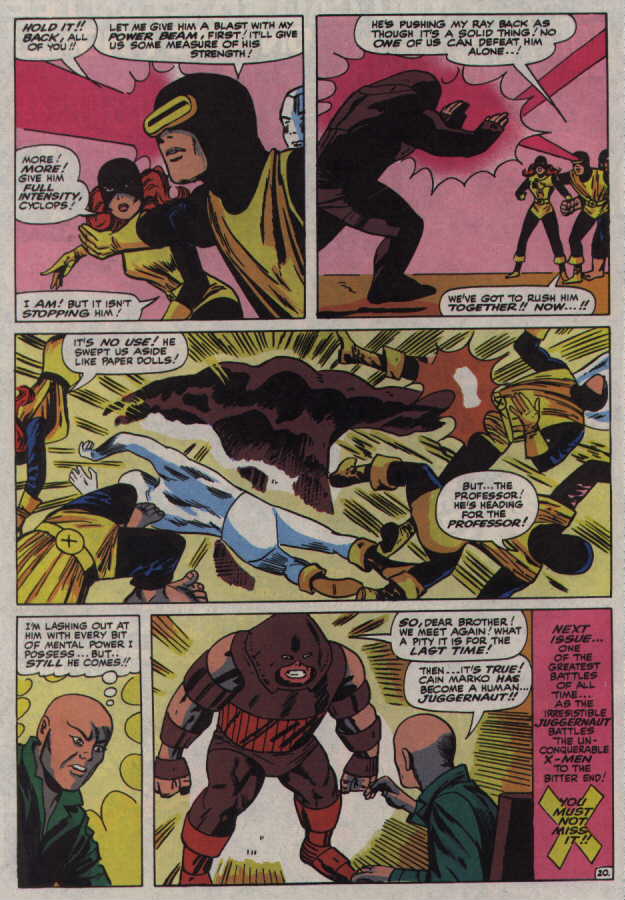 HOLD IT!!
BACK, ALL
OF YOU!!
LET ME GIVE HIM A BLAST WITH MY
POWER BEAM, FIRST! IT'LL GIVE
US SOME MEASURE OF HIS
STRENGTH!
MORE!
MORE!
GIVE HIM
FULL
INTENSITY,
CYCLOPS!
I AM! BUT IT ISN'T
STOPPING HIM!
HE'S PUSHING MY RAY BACK AS
THOUGH IT'S A SOLID THING! NO
ONE OF US CAN DEFEAT HIM
ALONE..!
WE'VE GOT TO RUSH HIM
TOGETHER!! NOW...!!
IT'S NO USE! HE
SWEPT US ASIDE
LIKE PAPER DOLLS!
BUT...THE
PROFESSOR!
HE'S HEADING
FOR THE
PROFESSOR!
I'M LASHING OUT AT
HIM WITH EVERY BIT
OF MENTAL POWER I
POSSESS... BUT..
STILL HE COMES!!
SO, DEAR BROTHER!
WE MEET AGAIN! WHAT
A PITY IT IS FOR THE
LAST TIME!
THEN...IT'S TRUE!
CAIN MARKO HAS
BECOME A HUMAN...
JUGGERNAUT!!
NEXT
ISSUE...
ONE
OF THE
GREATEST
BATTLES
OF ALL
TIME...
AS THE
IRRESISTIBLE
JUGGERNAUT
BATTLES
THE UN-
CONQUERABLE
X-MEN
TO THE
BITTER END!
YOU
MUST
NOT
MISS
IT!!
20.